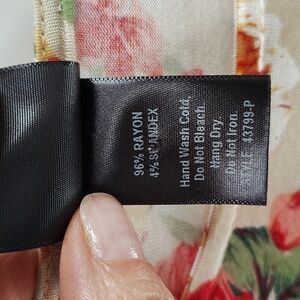 96% RAYON
4% SPANDEX
Hand Wash Cold,
Do Not Bleach.
Hang Dry.
Do Not Iron.
STYLE: 43799-P